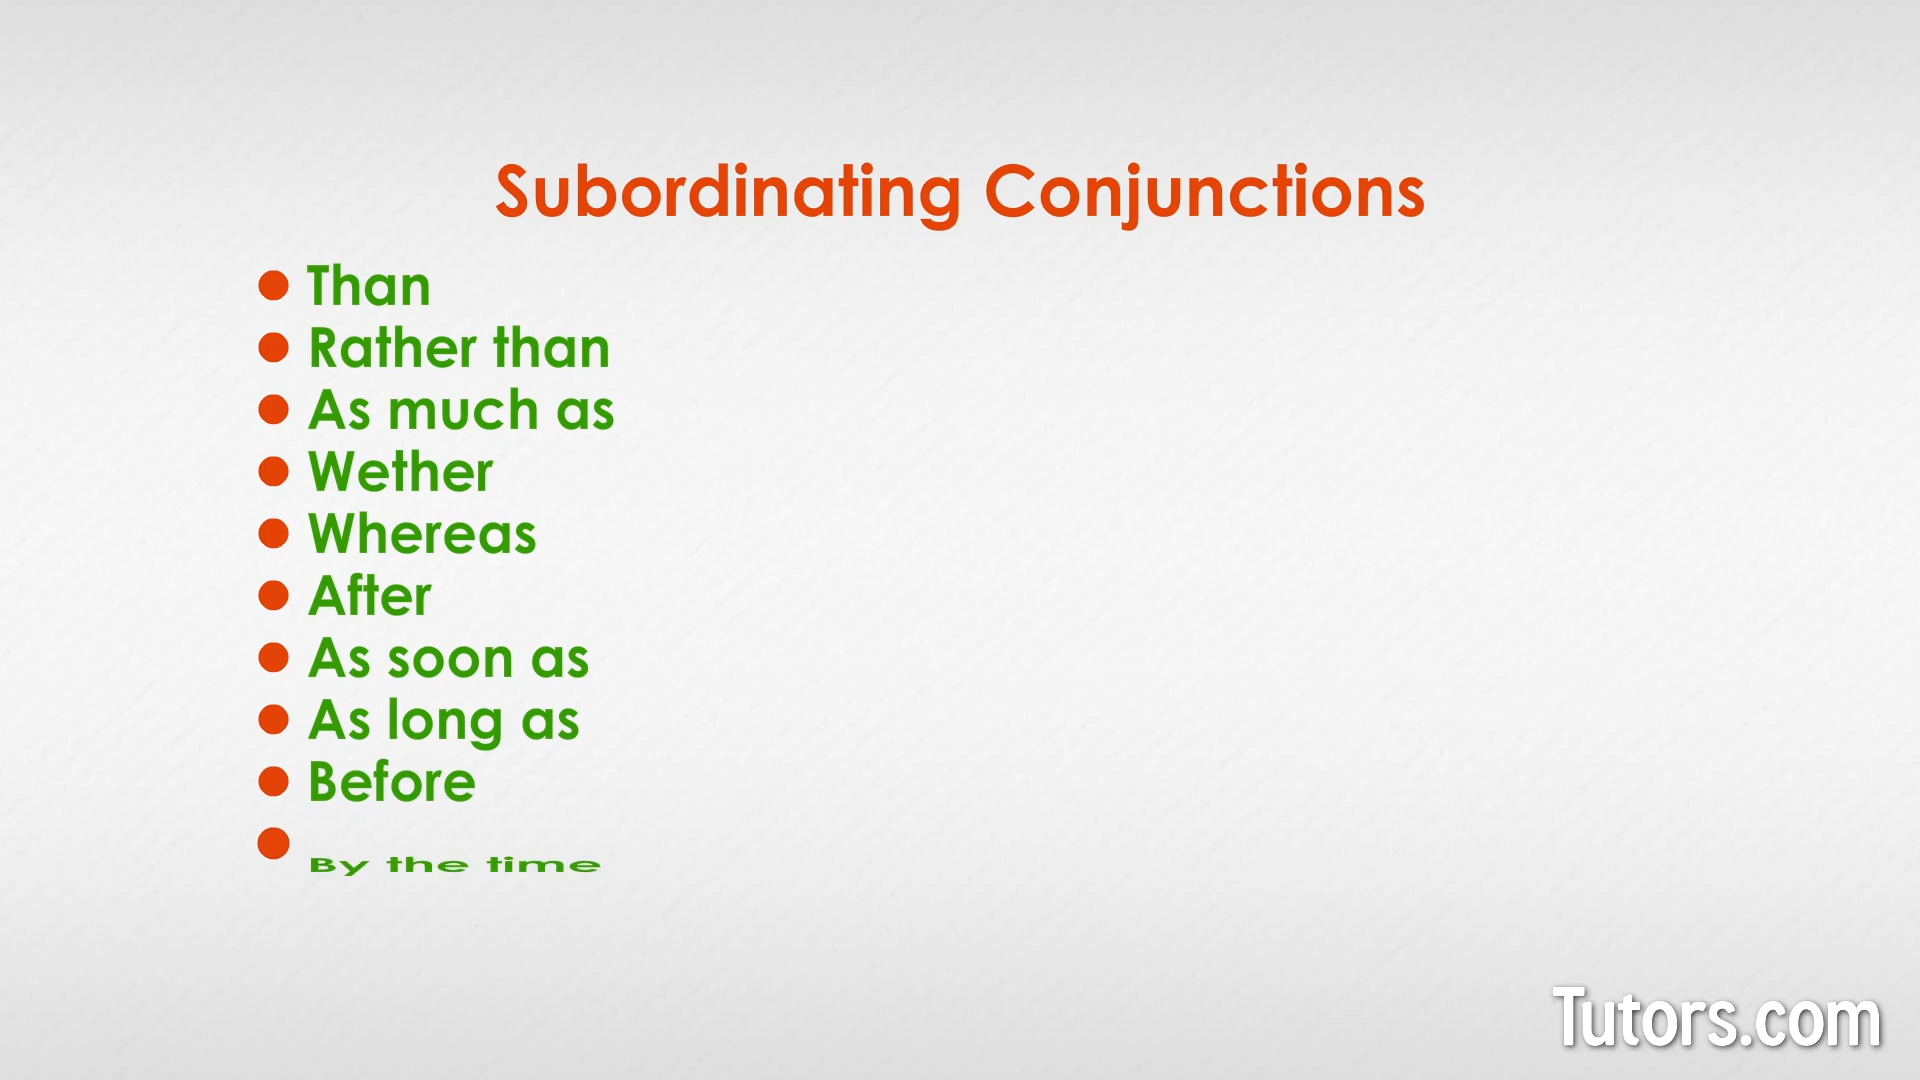 Subordinating Conjunctions
Than
Rather than
As much as
Wether
Whereas
After
As soon as
As long as
Before
By the time
Tutors.com